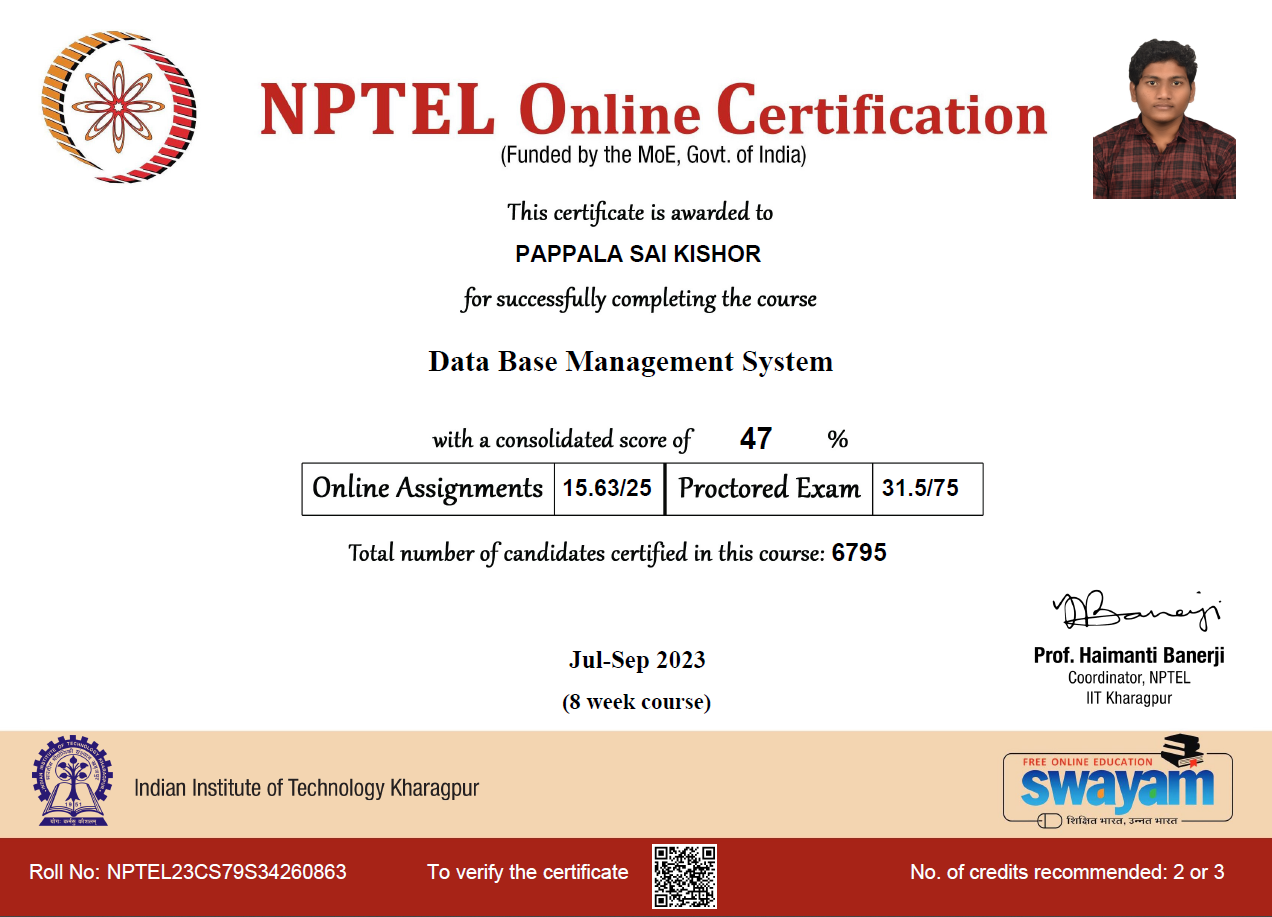 NPTEL Online Certification
(Funded by the MoE, Govt. of India)
This certificate is awarded to
PAPPALA SAI KISHOR
for successfully completing the course
Data Base Management System
with a consolidated score of 47 %
Online Assignments 15.63/25 Proctored Exam 31.5/75
Total number of candidates certified in this course: 6795
Jul-Sep 2023
(8 week course)
Prof. Haimanti Banerji
Coordinator, NPTEL
IIT Kharagpur
Indian Institute of Technology Kharagpur
FREE ONLINE EDUCATION
swayam
शिक्षित भारत, उन्नत भारत
Roll No: NPTEL23CS79S34260863
To verify the certificate
No. of credits recommended: 2 or 3